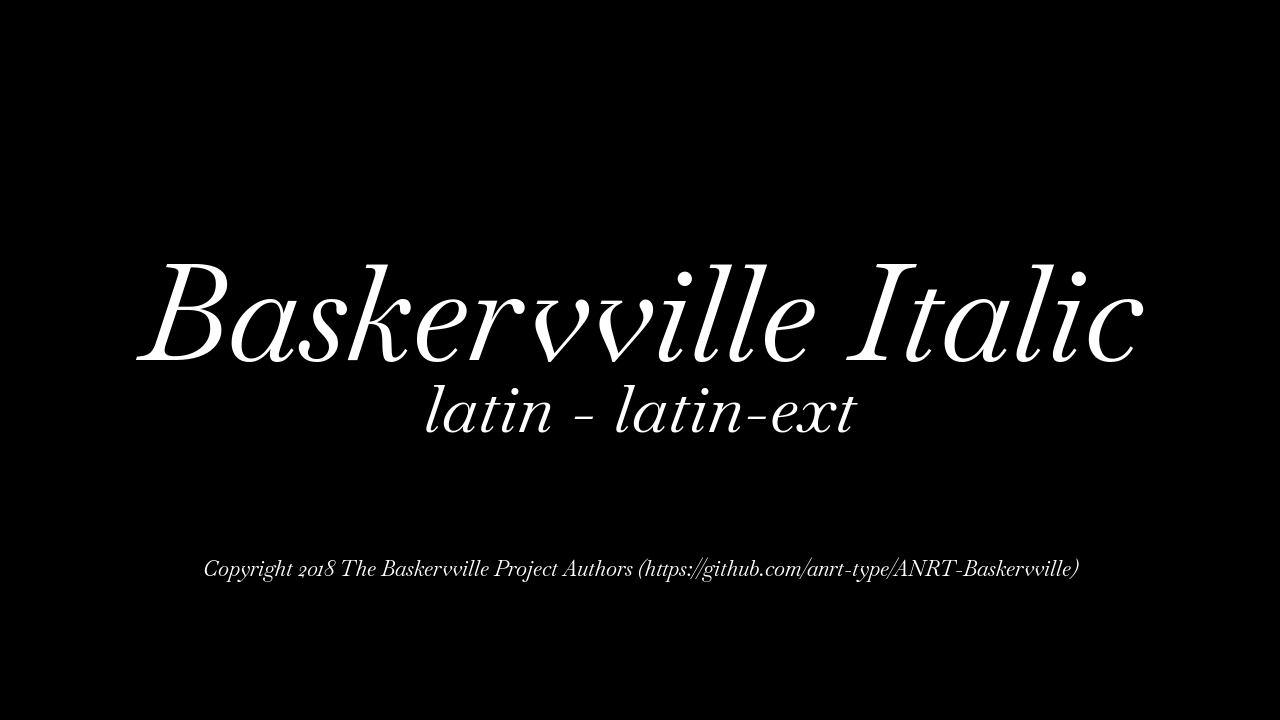 Baskervville Italic
latin - latin-ext
Copyright 2018 The Baskervville Project Authors (https://github.com/anrt-type/ANRT-Baskervville)